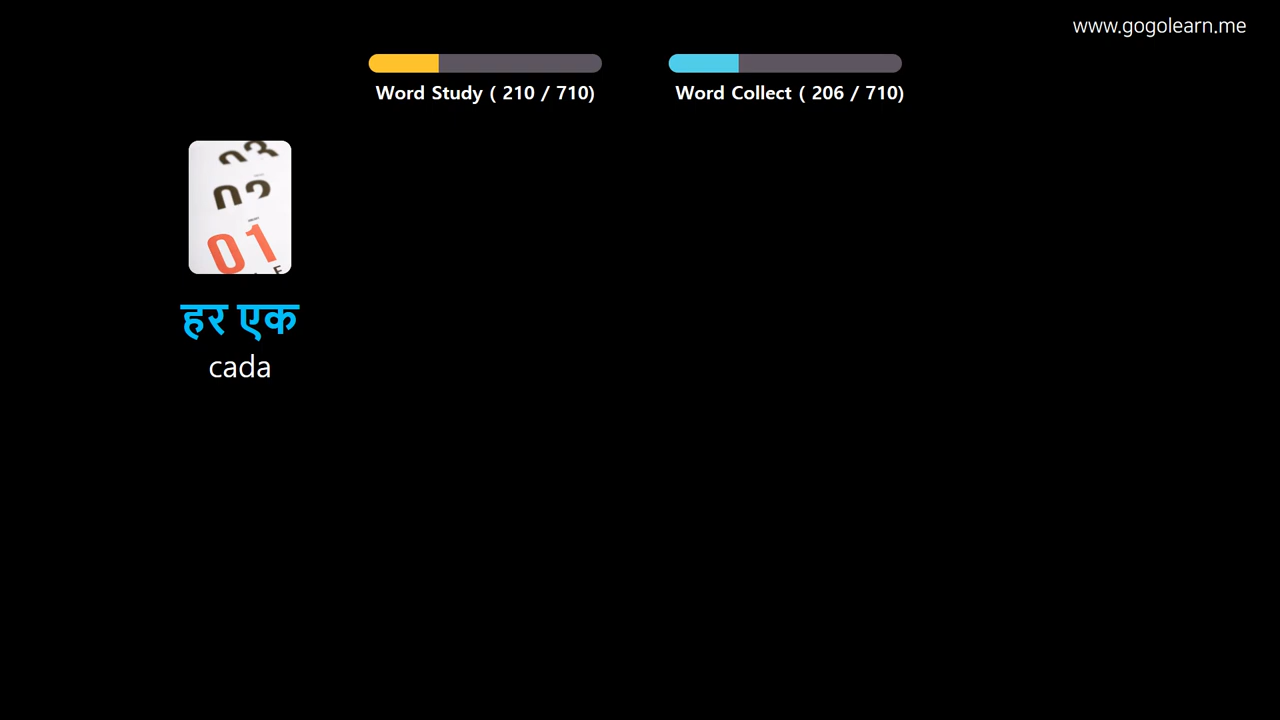 www.gogolearn.me
Word Study ( 210 / 710)
Word Collect ( 206 / 710)
01
हर एक
cada